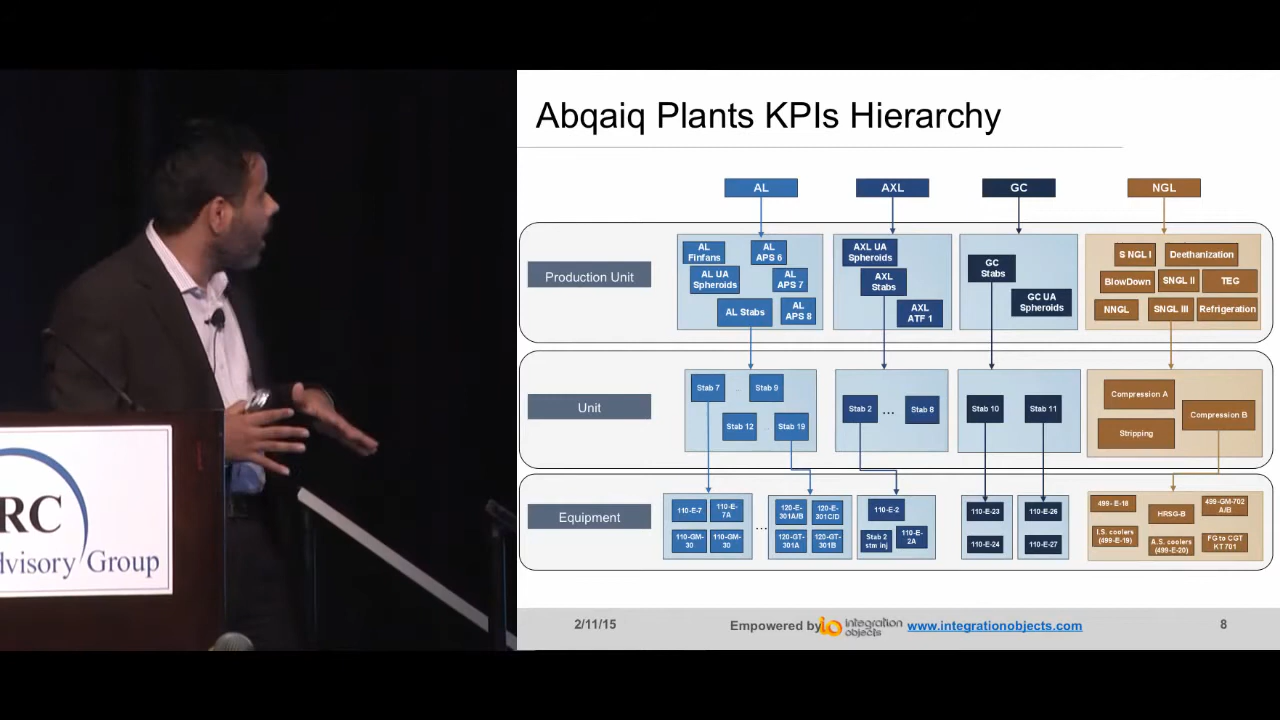 Abqaiq Plants KPIs Hierarchy
AL
AXL
GC
NGL
Production Unit
AL
Finfans
AL
APS 6
AL UA
Spheroids
AL
APS 7
AL Stabs
AL
APS 8
AXL UA
Spheroids
AXL
Stabs
AXL
ATF 1
GC
Stabs
GC UA
Spheroids
S NGL I
Deethanization
BlowDown
SNGL II
TEG
NNGL
SNGL III
Refrigeration
Unit
Stab 7
Stab 9
Stab 12
Stab 19
Stab 2
...
Stab 8
Stab 10
Stab 11
Compression A
Compression B
Stripping
Equipment
110-E-7
110-E-
7A
110-GM-
30
110-GM-
30
...
120-E-
301A/B
120-E-
301C/D
120-GT-
301A
120-GT-
301B
110-E-2
Stab 2
stm inj
110-E-
2A
110-E-23
110-E-24
110-E-26
110-E-27
499- E-18
HRSG-B
499-GM-702
A/B
I.S. coolers
(499-E-19)
A.S. coolers
(499-E-20)
FG to CGT
KT 701
RC
dvisory Group
2/11/15
Empowered by
integration
objects
www.integrationobjects.com
8